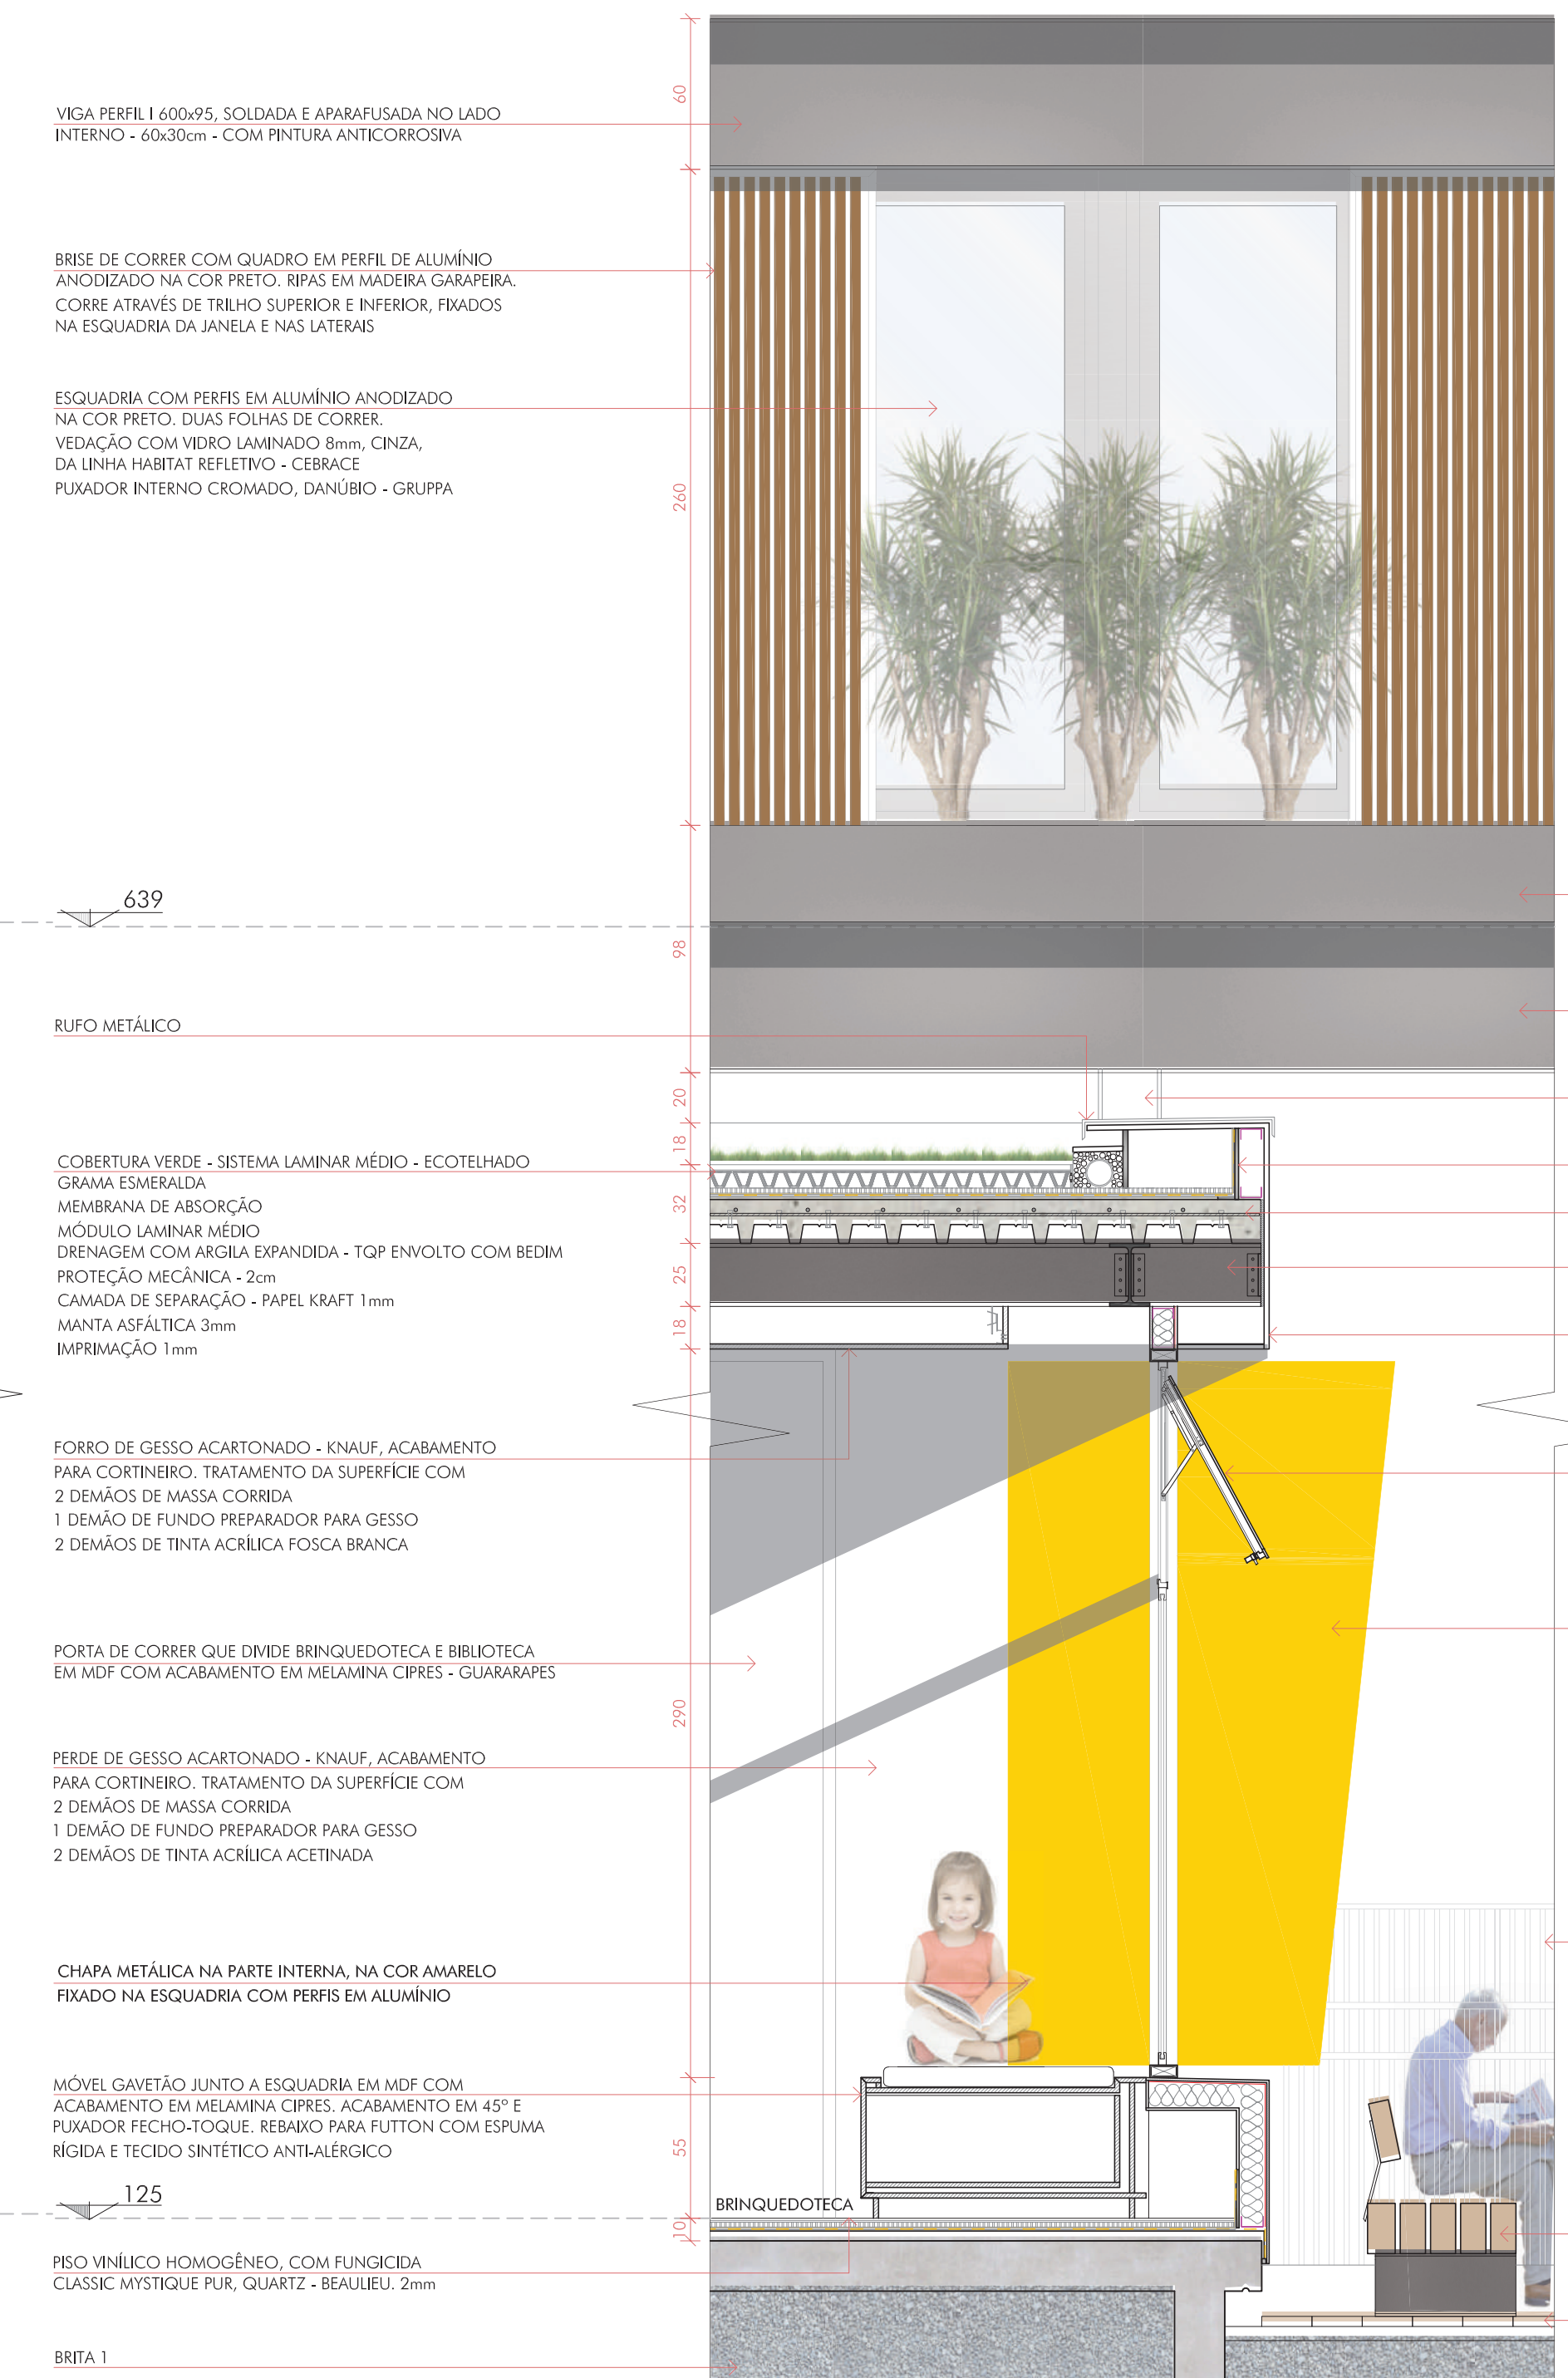 60
VIGA PERFIL I 600x95, SOLDADA E APARAFUSADA NO LADO
INTERNO - 60x30cm - COM PINTURA ANTICORROSIVA
BRISE DE CORRER COM QUADRO EM PERFIL DE ALUMÍNIO
ANODIZADO NA COR PRETO. RIPAS EM MADEIRA GARAPEIRA.
CORRE ATRAVÉS DE TRILHO SUPERIOR E INFERIOR, FIXADOS
NA ESQUADRIA DA JANELA E NAS LATERAIS
ESQUADRIA COM PERFIS EM ALUMÍNIO ANODIZADO
NA COR PRETO. DUAS FOLHAS DE CORRER.
VEDAÇÃO COM VIDRO LAMINADO 8mm, CINZA,
DA LINHA HABITAT REFLETIVO - CEBRACE
PUXADOR INTERNO CROMADO, DANÚBIO - GRUPPA
260
639
98
RUFO METÁLICO
20
18
COBERTURA VERDE - SISTEMA LAMINAR MÉDIO - ECOTELHADO
GRAMA ESMERALDA
MEMBRANA DE ABSORÇÃO
32
MÓDULO LAMINAR MÉDIO
DRENAGEM COM ARGILA EXPANDIDA - TQP ENVOLTO COM BEDIM
25
PROTEÇÃO MECÂNICA - 2cm
CAMADA DE SEPARAÇÃO - PAPEL KRAFT 1mm
MANTA ASFÁLTICA 3mm
18
IMPRIMAÇÃO 1mm
FORRO DE GESSO ACARTONADO - KNAUF, ACABAMENTO
PARA CORTINEIRO. TRATAMENTO DA SUPERFÍCIE COM
2 DEMÃOS DE MASSA CORRIDA
1 DEMÃO DE FUNDO PREPARADOR PARA GESSO
2 DEMÃOS DE TINTA ACRÍLICA FOSCA BRANCA
PORTA DE CORRER QUE DIVIDE BRINQUEDOTECA E BIBLIOTECA
EM MDF COM ACABAMENTO EM MELAMINA CIPRES - GUARARAPES
290
PERDE DE GESSO ACARTONADO - KNAUF, ACABAMENTO
PARA CORTINEIRO. TRATAMENTO DA SUPERFÍCIE COM
2 DEMÃOS DE MASSA CORRIDA
1 DEMÃO DE FUNDO PREPARADOR PARA GESSO
2 DEMÃOS DE TINTA ACRÍLICA ACETINADA
CHAPA METÁLICA NA PARTE INTERNA, NA COR AMARELO
FIXADO NA ESQUADRIA COM PERFIS EM ALUMÍNIO
MÓVEL GAVETÃO JUNTO A ESQUADRIA EM MDF COM
ACABAMENTO EM MELAMINA CIPRES. ACABAMENTO EM 45º E
PUXADOR FECHO-TOQUE. REBAIXO PARA FUTTON COM ESPUMA
RÍGIDA E TECIDO SINTÉTICO ANTI-ALÉRGICO
55
125
BRINQUEDOTECA
10
PISO VINÍLICO HOMOGÊNEO, COM FUNGICIDA
CLASSIC MYSTIQUE PUR, QUARTZ - BEAULIEU. 2mm
BRITA 1